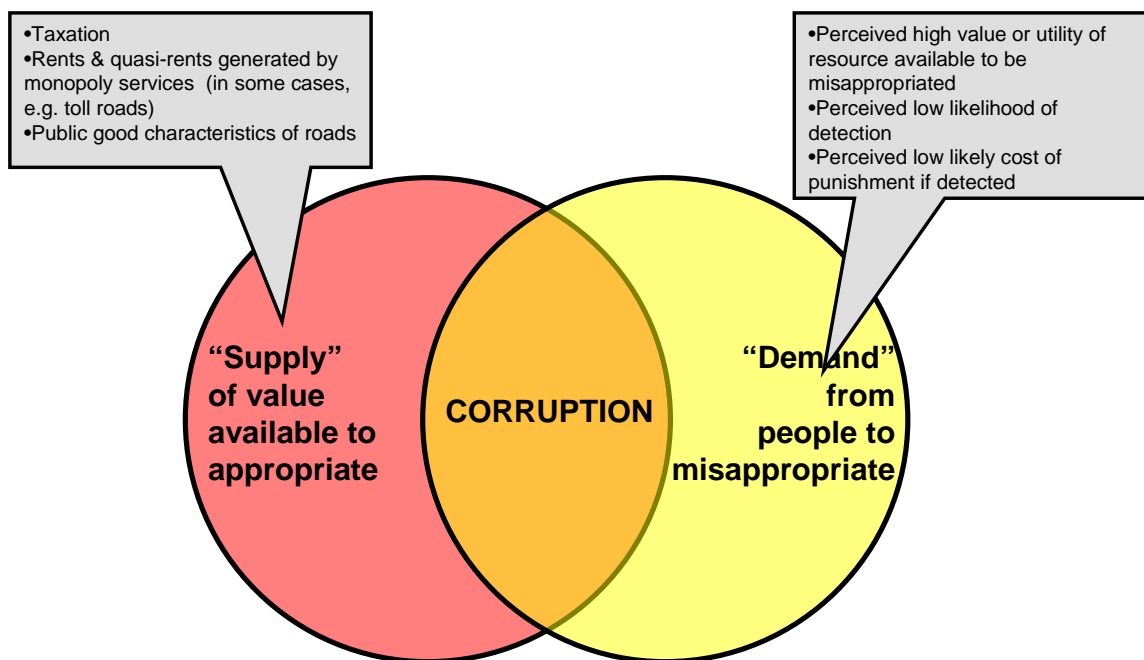 •Taxation
•Rents & quasi-rents generated by
monopoly services  (in some cases,
e.g. toll roads)
•Public good characteristics of roads
•Perceived high value or utility of
resource available to be
misappropriated
•Perceived low likelihood of
detection
•Perceived low likely cost of
punishment if detected
“Supply”
of value
available to
appropriate
CORRUPTION
“Demand”
from
people to
misappropriate